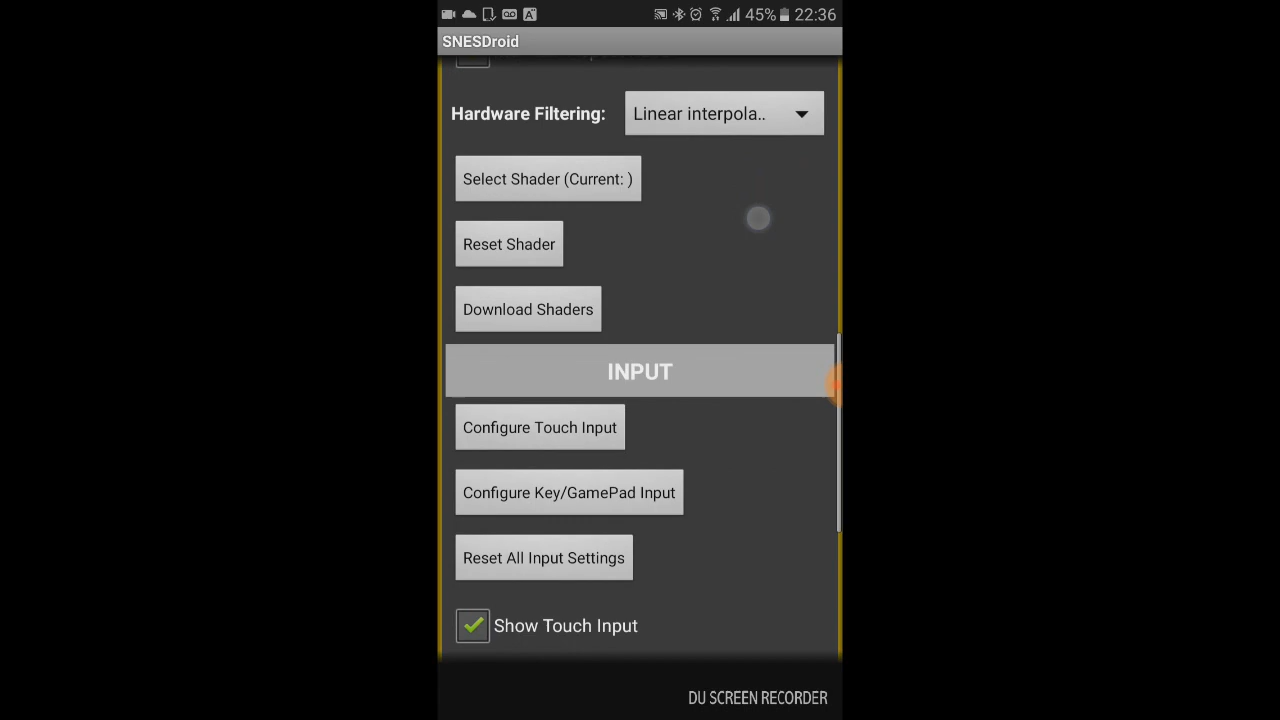 45% 22:36
SNESDroid
Hardware Filtering: Linear interpola..
Select Shader (Current: )
Reset Shader
Download Shaders
INPUT
Configure Touch Input
Configure Key/GamePad Input
Reset All Input Settings
Show Touch Input
DU SCREEN RECORDER